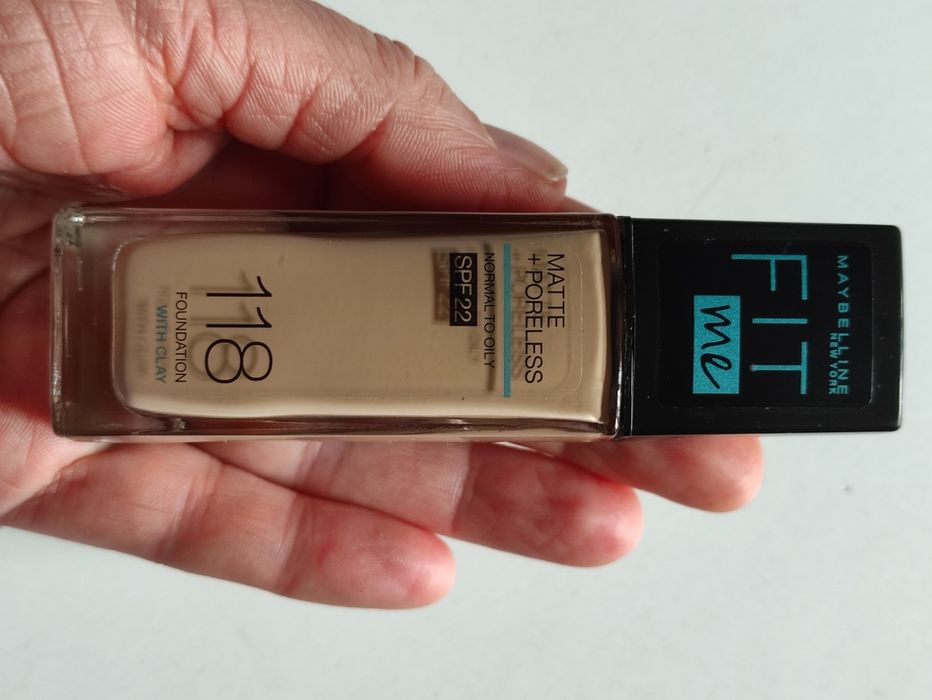 MAYBELLINE
NEW YORK
FIT
me
MATTE
+PORELESS
NORMAL TO OILY
SPF 22
118
FOUNDATION
WITH CLAY